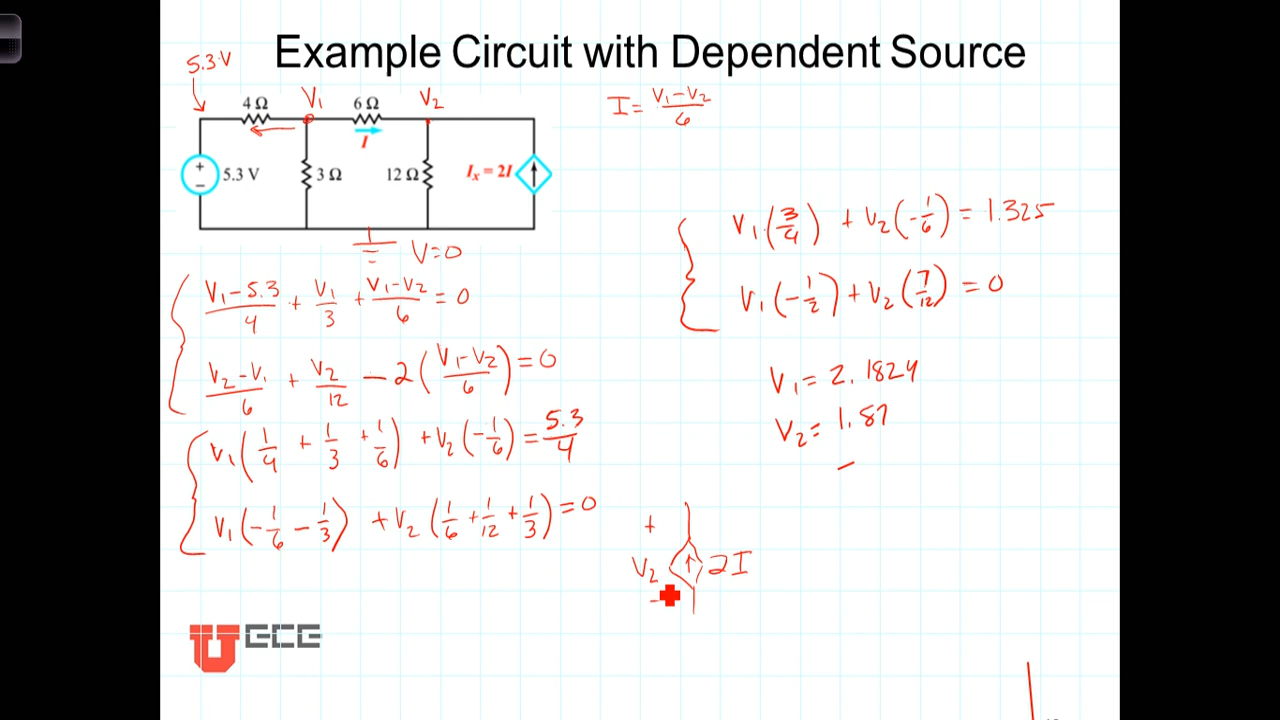 Example Circuit with Dependent Source
5.3V
4 Ω V₁ 6 Ω V₂
I = (V₁-V₂)/6
I
+
−
5.3 V 3 Ω 12 Ω Iₓ = 2I
V=0
(V₁-5.3)/4 + V₁/3 + (V₁-V₂)/6 = 0
(V₂-V₁)/6 + V₂/12 - 2((V₁-V₂)/6) = 0
V₁(1/4 + 1/3 + 1/6) + V₂(-1/6) = 5.3/4
V₁(-1/6 - 1/3) + V₂(1/6 + 1/12 + 1/3) = 0
V₁(3/4) + V₂(-1/6) = 1.325
V₁(-1/2) + V₂(7/12) = 0
V₁ = 2.1824
V₂ = 1.87
+
V₂ 2I
-
U ECE